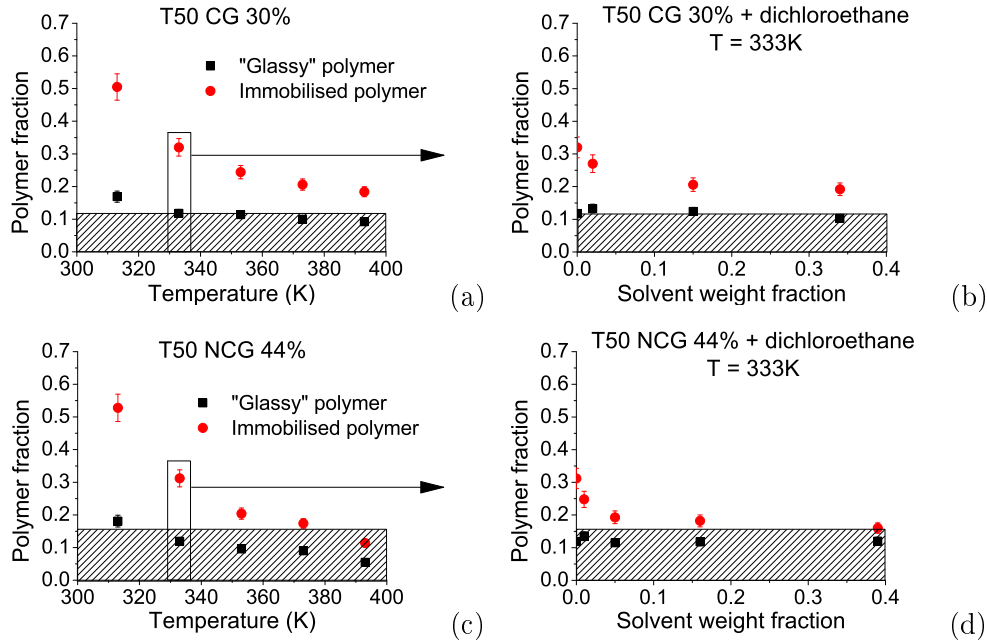 T50 CG 30%
"Glassy" polymer
Immobilised polymer
Polymer fraction
0.7
0.6
0.5
0.4
0.3
0.2
0.1
0.0
300 320 340 360 380 400
Temperature (K)
(a)
T50 CG 30% + dichloroethane
T = 333K
Polymer fraction
0.7
0.6
0.5
0.4
0.3
0.2
0.1
0.0
0.0 0.1 0.2 0.3 0.4
Solvent weight fraction
(b)
T50 NCG 44%
"Glassy" polymer
Immobilised polymer
Polymer fraction
0.7
0.6
0.5
0.4
0.3
0.2
0.1
0.0
300 320 340 360 380 400
Temperature (K)
(c)
T50 NCG 44% + dichloroethane
T = 333K
Polymer fraction
0.7
0.6
0.5
0.4
0.3
0.2
0.1
0.0
0.0 0.1 0.2 0.3 0.4
Solvent weight fraction
(d)